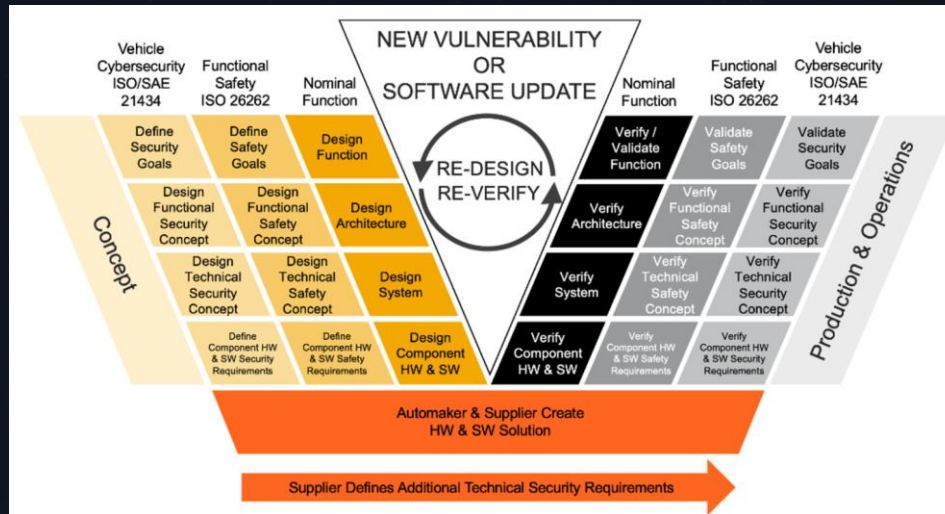 NEW VULNERABILITY
OR
SOFTWARE UPDATE
RE-DESIGN
RE-VERIFY
Vehicle
Cybersecurity
ISO/SAE
21434
Functional
Safety
ISO 26262
Nominal
Function
Nominal
Function
Functional
Safety
ISO 26262
Vehicle
Cybersecurity
ISO/SAE
21434
Concept
Define
Security
Goals
Define
Safety
Goals
Design
Function
Verify /
Validate
Function
Validate
Safety
Goals
Validate
Security
Goals
Design
Functional
Security
Concept
Design
Functional
Safety
Concept
Design
Architecture
Verify
Architecture
Verify
Functional
Safety
Concept
Verify
Functional
Security
Concept
Design
Technical
Security
Concept
Design
Technical
Safety
Concept
Design
System
Verify
System
Verify
Technical
Safety
Concept
Verify
Technical
Security
Concept
Define
Component HW
& SW Security
Requirements
Define
Component HW
& SW Safety
Requirements
Design
Component
HW & SW
Verify
Component
HW & SW
Verify
Component HW
& SW Safety
Requirements
Verify
Component HW
& SW Security
Requirements
Production & Operations
Automaker & Supplier Create
HW & SW Solution
Supplier Defines Additional Technical Security Requirements